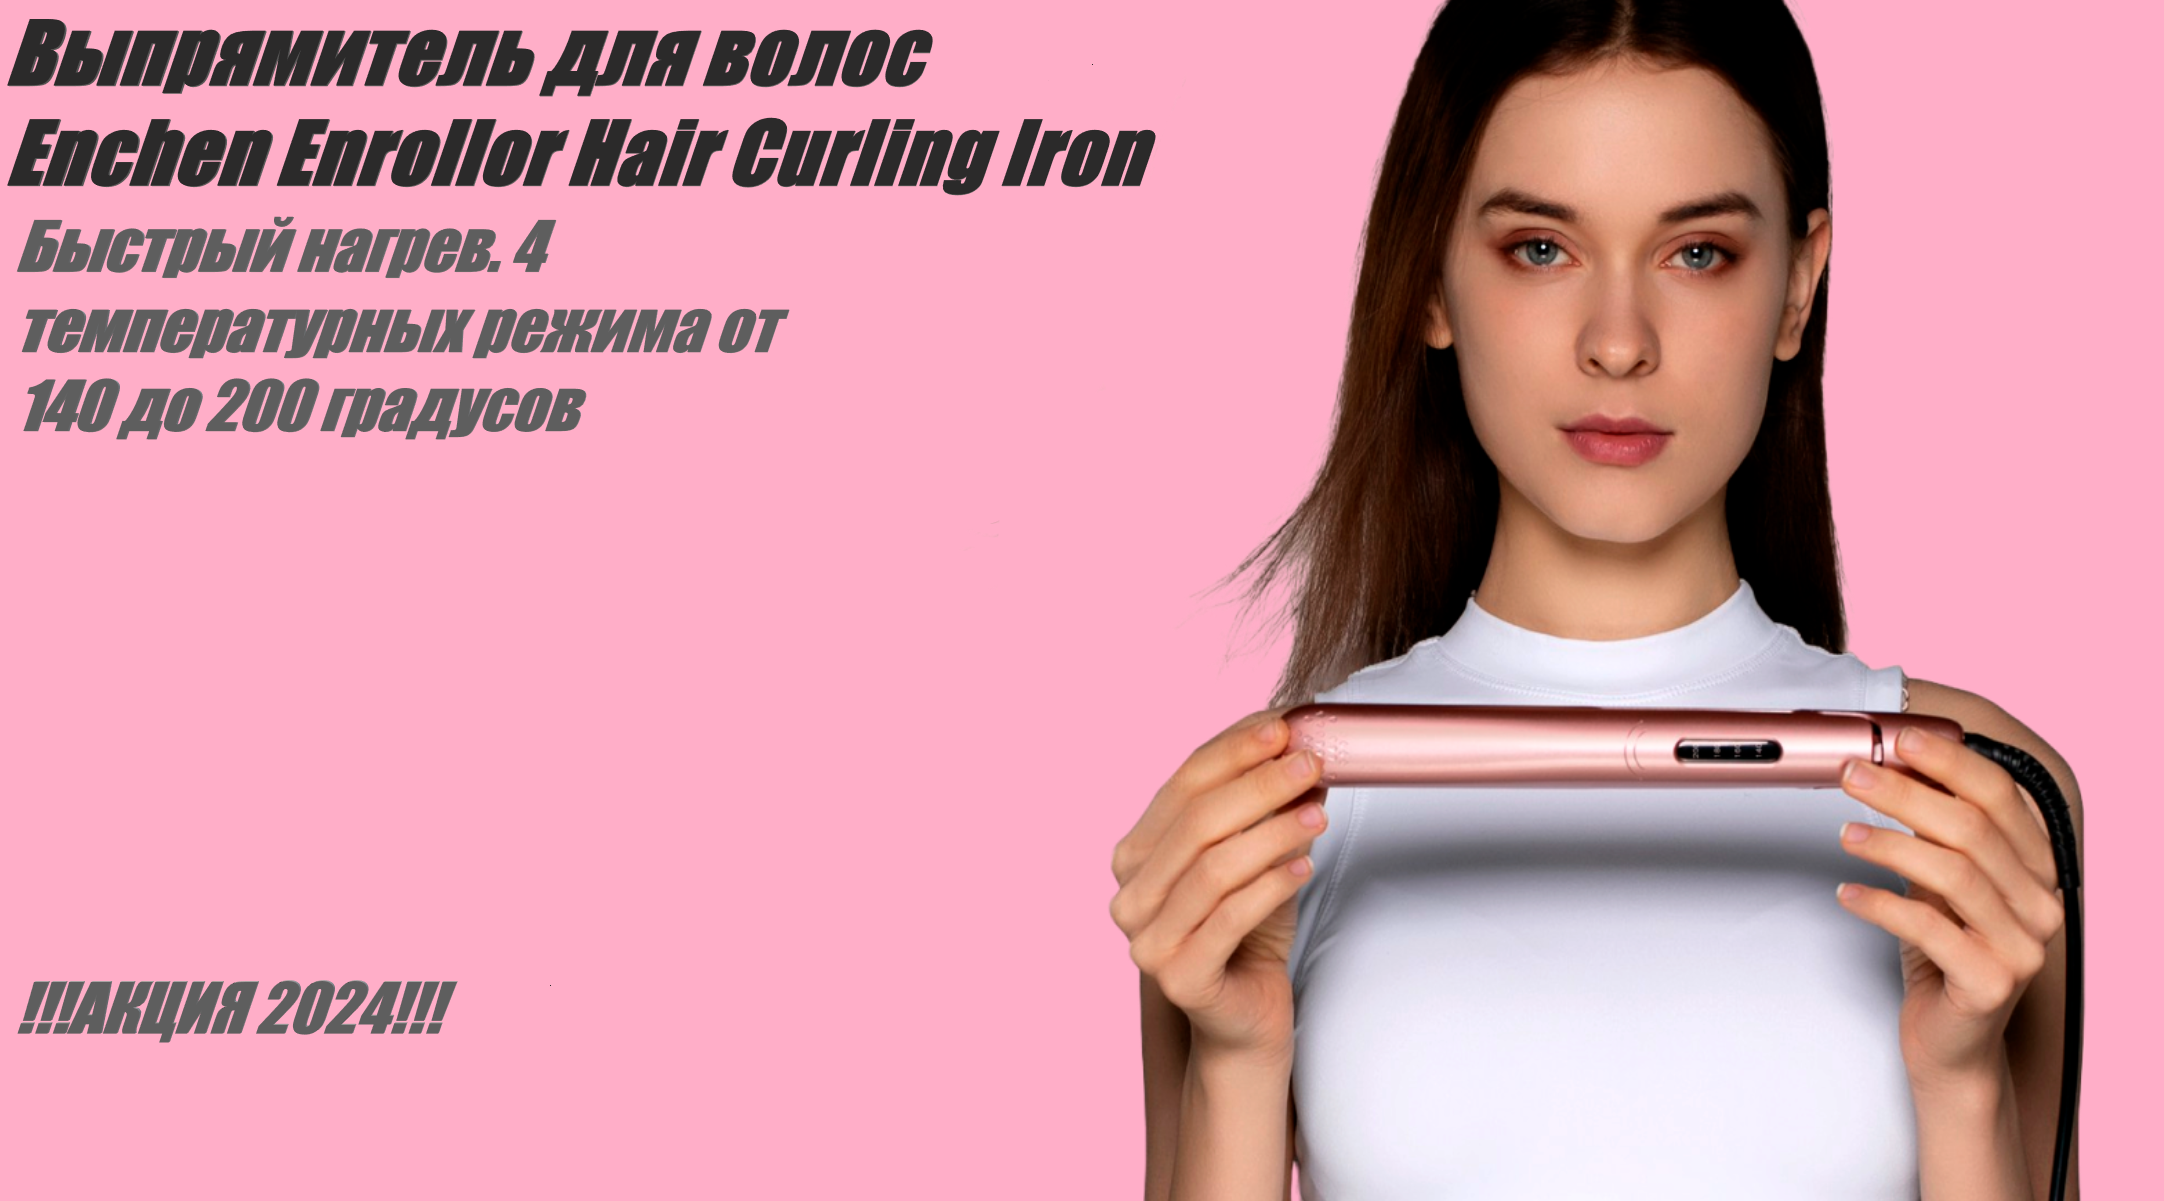 Выпрямитель для волос
Enchen Enrollor Hair Curling Iron
Быстрый нагрев. 4
температурных режима от
140 до 200 градусов
!!!АКЦИЯ 2024!!!